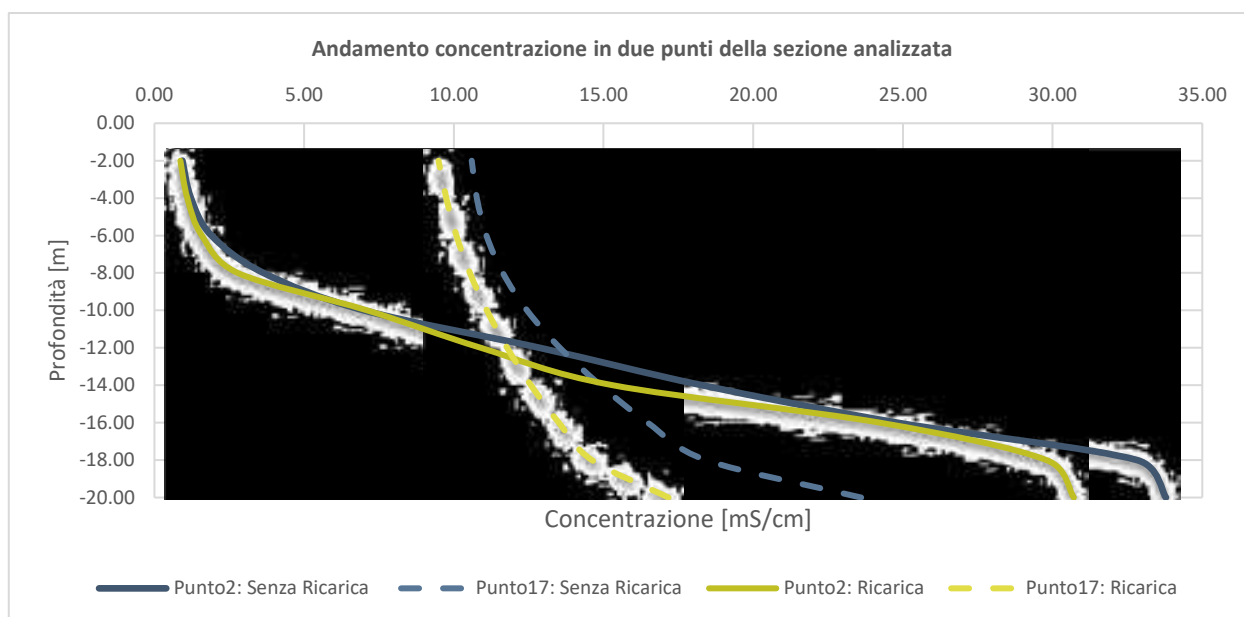 Andamento concentrazione in due punti della sezione analizzata
0.00 5.00 10.00 15.00 20.00 25.00 30.00 35.00
0.00
-2.00
-4.00
-6.00
-8.00
-10.00
-12.00
-14.00
-16.00
-18.00
-20.00
Profondità [m]
Concentrazione [mS/cm]
Punto2: Senza Ricarica Punto17: Senza Ricarica Punto2: Ricarica Punto17: Ricarica